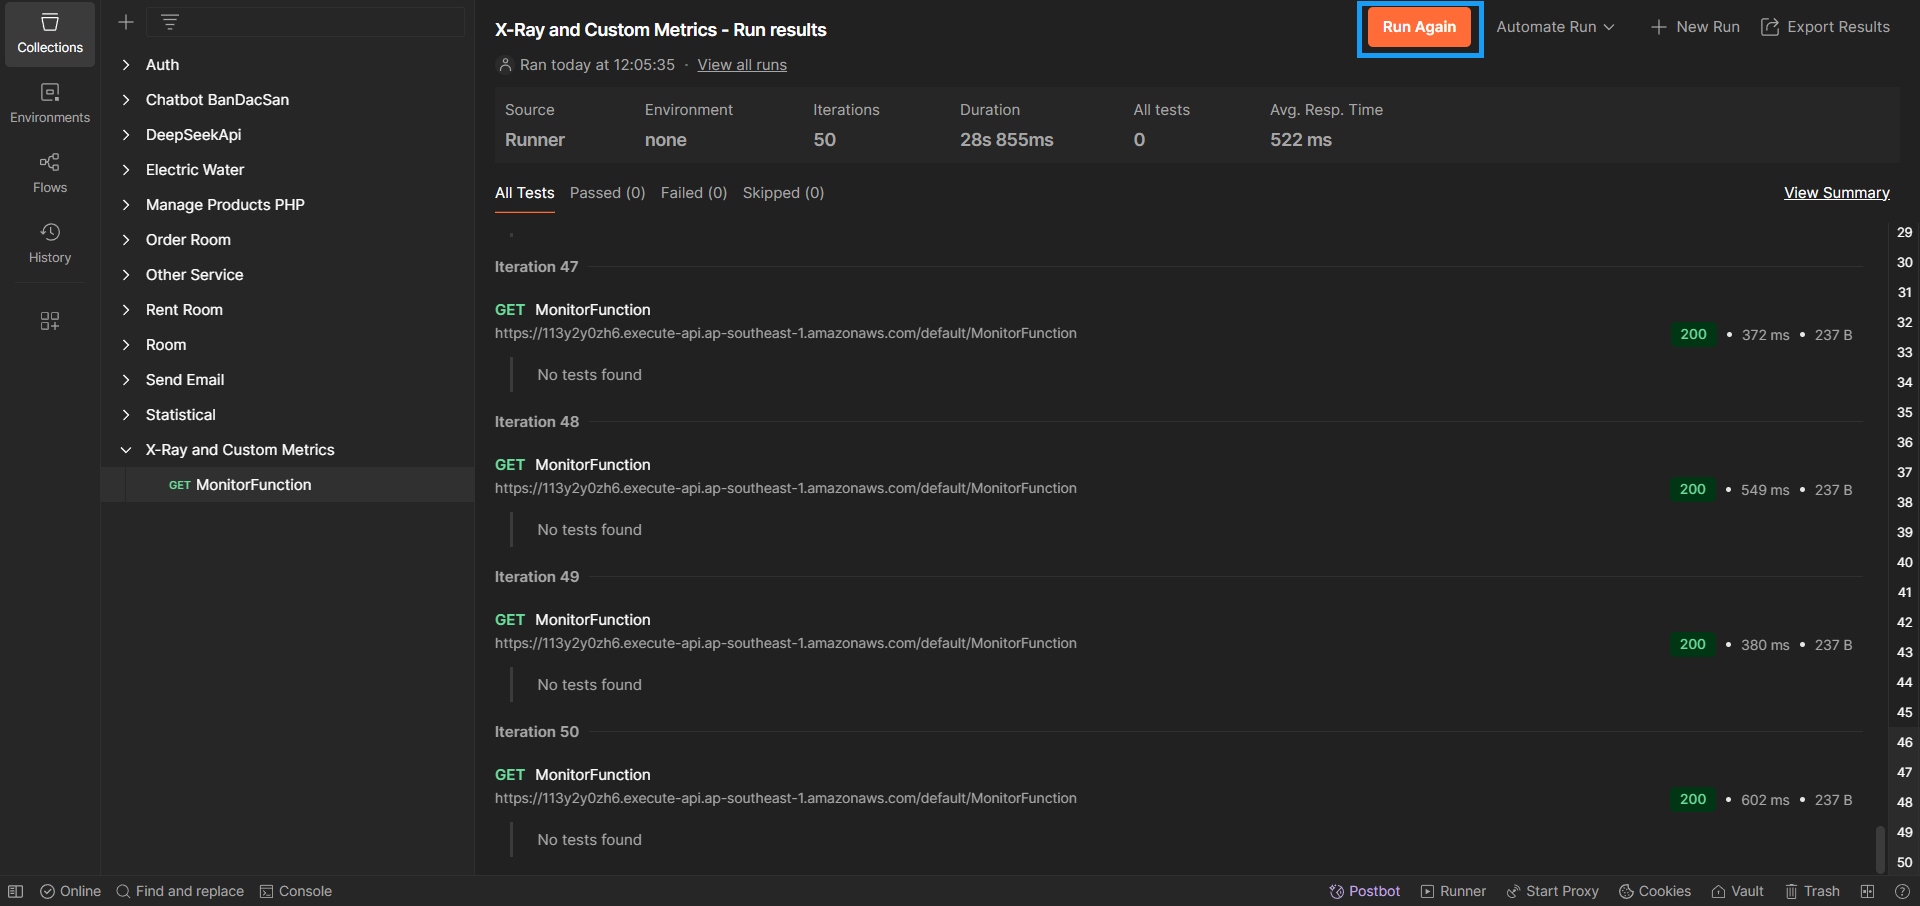 Collections
Environments
Flows
History
Auth
Chatbot BanDacSan
DeepSeekApi
Electric Water
Manage Products PHP
Order Room
Other Service
Rent Room
Room
Send Email
Statistical
X-Ray and Custom Metrics
GET MonitorFunction
X-Ray and Custom Metrics - Run results
Run Again
Automate Run
New Run
Export Results
Ran today at 12:05:35 · View all runs
Source Environment Iterations Duration All tests Avg. Resp. Time
Runner none 50 28s 855ms 0 522 ms
All Tests Passed (0) Failed (0) Skipped (0) View Summary
Iteration 47
GET MonitorFunction
https://113y2y0zh6.execute-api.ap-southeast-1.amazonaws.com/default/MonitorFunction
200 • 372 ms • 237 B
No tests found
Iteration 48
GET MonitorFunction
https://113y2y0zh6.execute-api.ap-southeast-1.amazonaws.com/default/MonitorFunction
200 • 549 ms • 237 B
No tests found
Iteration 49
GET MonitorFunction
https://113y2y0zh6.execute-api.ap-southeast-1.amazonaws.com/default/MonitorFunction
200 • 380 ms • 237 B
No tests found
Iteration 50
GET MonitorFunction
https://113y2y0zh6.execute-api.ap-southeast-1.amazonaws.com/default/MonitorFunction
200 • 602 ms • 237 B
No tests found
29
30
31
32
33
34
35
36
37
38
39
40
41
42
43
44
45
46
47
48
49
50
Online Find and replace Console Postbot Runner Start Proxy Cookies Vault Trash